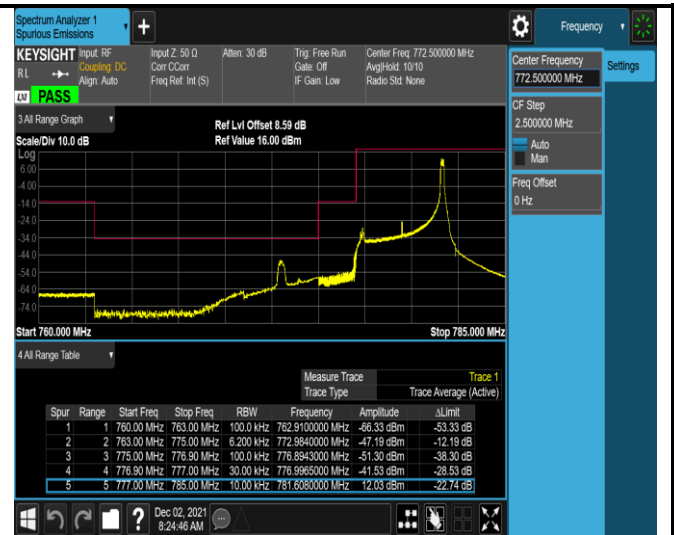 Spectrum Analyzer 1
Spurious Emissions
+
Frequency
KEYSIGHT
RL
Input: RF
Coupling: DC
Align: Auto
Input Z: 50 Ω
Corr CCorr
Freq Ref: Int (S)
Atten: 30 dB
Trig: Free Run
Gate: Off
IF Gain: Low
Center Freq: 772.500000 MHz
Avg|Hold: 10/10
Radio Std: None
LXI PASS
Center Frequency
772.500000 MHz
Settings
CF Step
2.500000 MHz
Auto
Man
Freq Offset
0 Hz
3 All Range Graph
Ref Lvl Offset 8.59 dB
Scale/Div 10.0 dB
Ref Value 16.00 dBm
Log
6.00
-4.00
-14.0
-24.0
-34.0
-44.0
-54.0
-64.0
-74.0
Start 760.000 MHz
Stop 785.000 MHz
4 All Range Table
Measure Trace Trace 1
Trace Type Trace Average (Active)
Spur Range Start Freq Stop Freq RBW Frequency Amplitude ΔLimit
1 1 760.00 MHz 763.00 MHz 100.0 kHz 762.9100000 MHz -66.33 dBm -53.33 dB
2 2 763.00 MHz 775.00 MHz 6.200 kHz 772.9840000 MHz -47.19 dBm -12.19 dB
3 3 775.00 MHz 776.90 MHz 100.0 kHz 776.8943000 MHz -51.30 dBm -38.30 dB
4 4 776.90 MHz 777.00 MHz 30.00 kHz 776.9965000 MHz -41.53 dBm -28.53 dB
5 5 777.00 MHz 785.00 MHz 10.00 kHz 781.6080000 MHz 12.03 dBm -22.74 dB
?
Dec 02, 2021
8:24:46 AM